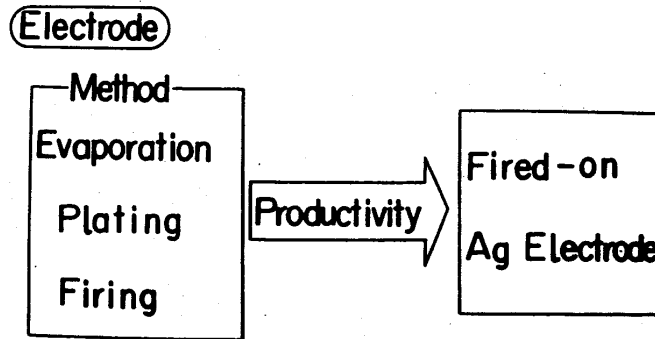 Electrode
Method
Evaporation
Plating
Firing
Productivity
Fired-on
Ag Electrode